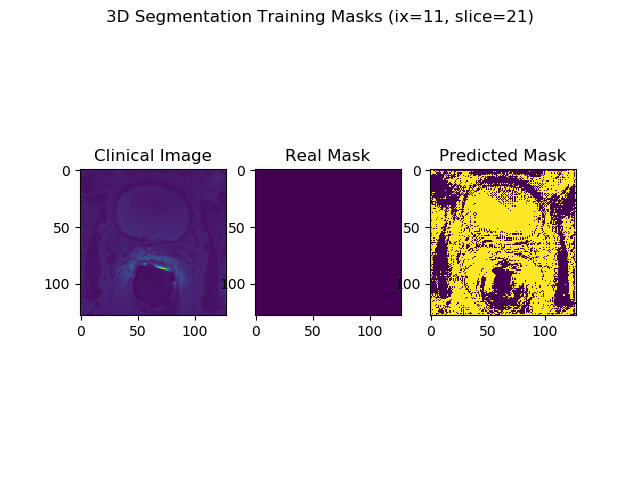 3D Segmentation Training Masks (ix=11, slice=21)
Clinical Image Real Mask Predicted Mask
0 0 0
50 50 50
100 100 100
0 50 100 0 50 100 0 50 100